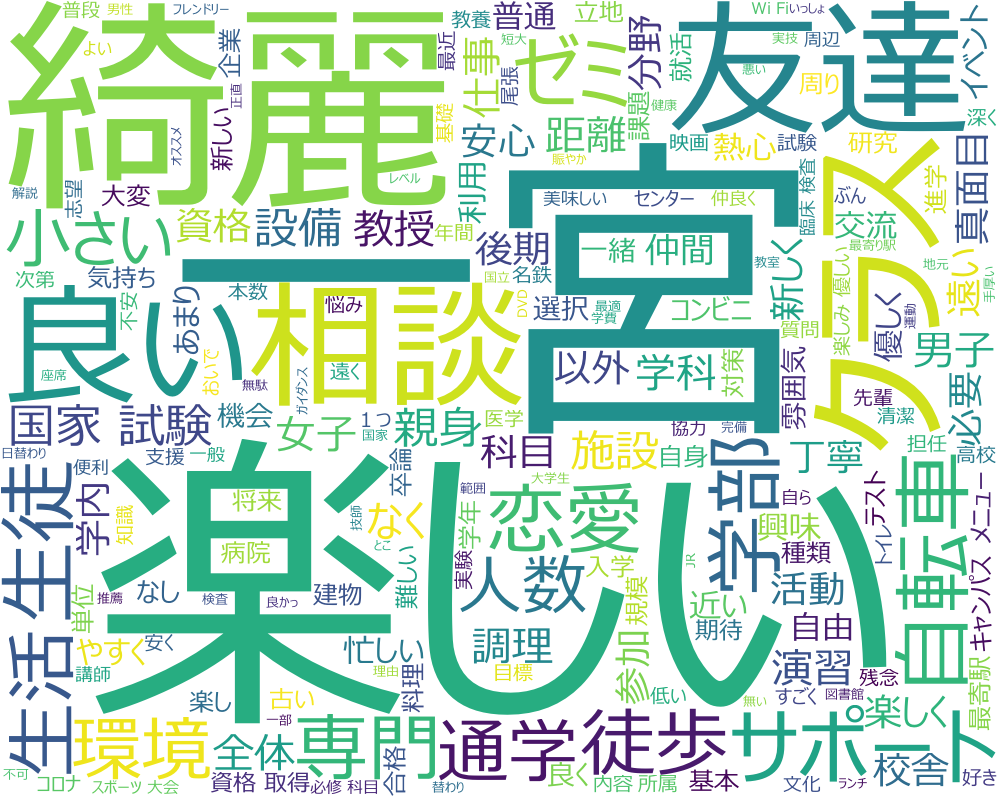 綺麗
友達
一宮
楽しい
良い
相談
クラス
ゼミ
サポート
自転車
学部
恋愛
専門
環境
通学
徒歩
人数
生徒
生活
小さい
国家 試験
親身
施設
科目
教授
設備
資格
後期
安心
距離
仕事
普通
分野
立地
就活
課題
イベント
深く
周り
周辺
Wi Fi
いっしょ
実技
悪い
短大
健康
教養
最近
フレンドリー
男性
普段
よい
企業
正直
新しい
オススメ
解説
志望
大変
レベル
基礎
尾張
利用
年間
映画
熱心
試験
研究
進学
真面目
賑やか
美味しい
センター
仲良く
臨床 検査
ぶん
交流
最寄り駅
一緒
仲間
新しく
教室
遠い
地元
手厚い
優しく
楽しみ
優しい
運動
男子
次第
気持ち
不安
あまり
本数
国立
名鉄
DVD
選択
最適
学費
コンビニ
質問
悩み
おいで
座席
無駄
ガイダンス
遠く
以外
学科
対策
雰囲気
先輩
清潔
必要
機会
女子
1つ
国家
医学
協力
完備
丁寧
担任
高校
日替わり
便利
支援
一般
卒論
自身
学内
知識
将来
病院
技師
なく
学年
範囲
大学生
自ら
興味
トイレ
テスト
メニュー
キャンパス
種類
とこ
実験
難しい
入学
規模
JR
近い
活動
単位
推薦
なし
検査
良かっ
建物
期待
自由
やすく
安く
忙しい
調理
参加
演習
残念
最寄駅
講師
楽し
古い
理由
料理
目標
低い
無い
すごく
図書館
楽しく
一部
全体
合格
不可
コロナ
スポーツ 大会
資格 取得
必修 科目
替わり
良く
内容
所属
基本
文化
ランチ
校舎
好き